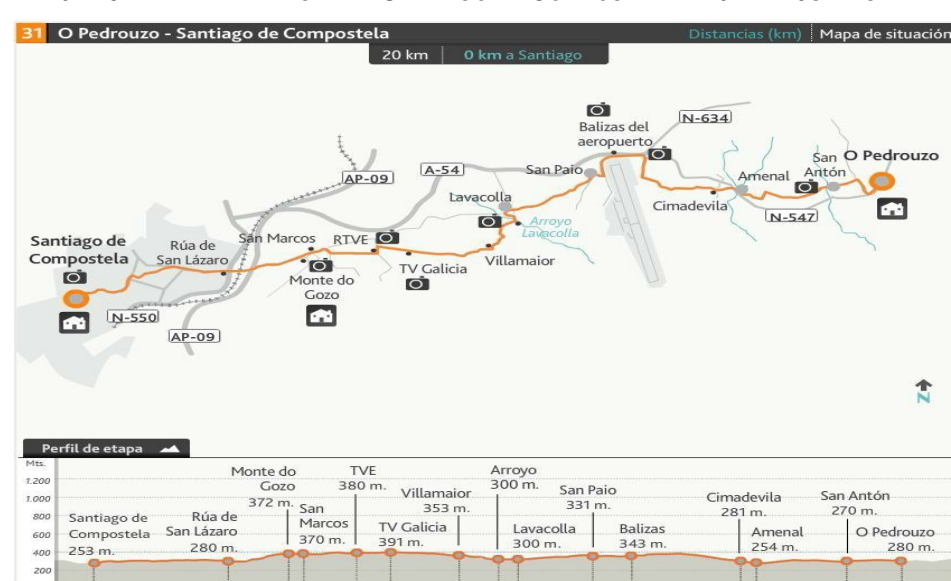 31 O Pedrouzo - Santiago de Compostela
Distancias (km) Mapa de situación
20 km 0 km a Santiago
N-634
Balizas del
aeropuerto
San Paio
A-54
AP-09
Lavacolla
Arroyo
Lavacolla
San
Antón
O Pedrouzo
Amenal
Cimadevila
N-547
Santiago de
Compostela
Rúa de
San Lázaro
San Marcos
RTVE
TV Galicia
Villamaior
Monte do
Gozo
N-550
AP-09
N
Perfil de etapa
Mts.
1.200
1.000
800
600
400
200
Santiago de
Compostela
253 m.
Rúa de
San Lázaro
280 m.
Monte do
Gozo
372 m.
San
Marcos
370 m.
TVE
380 m.
TV Galicia
391 m.
Villamaior
353 m.
Arroyo
300 m.
Lavacolla
300 m.
San Paio
331 m.
Balizas
343 m.
Cimadevila
281 m.
Amenal
254 m.
San Antón
270 m.
O Pedrouzo
280 m.